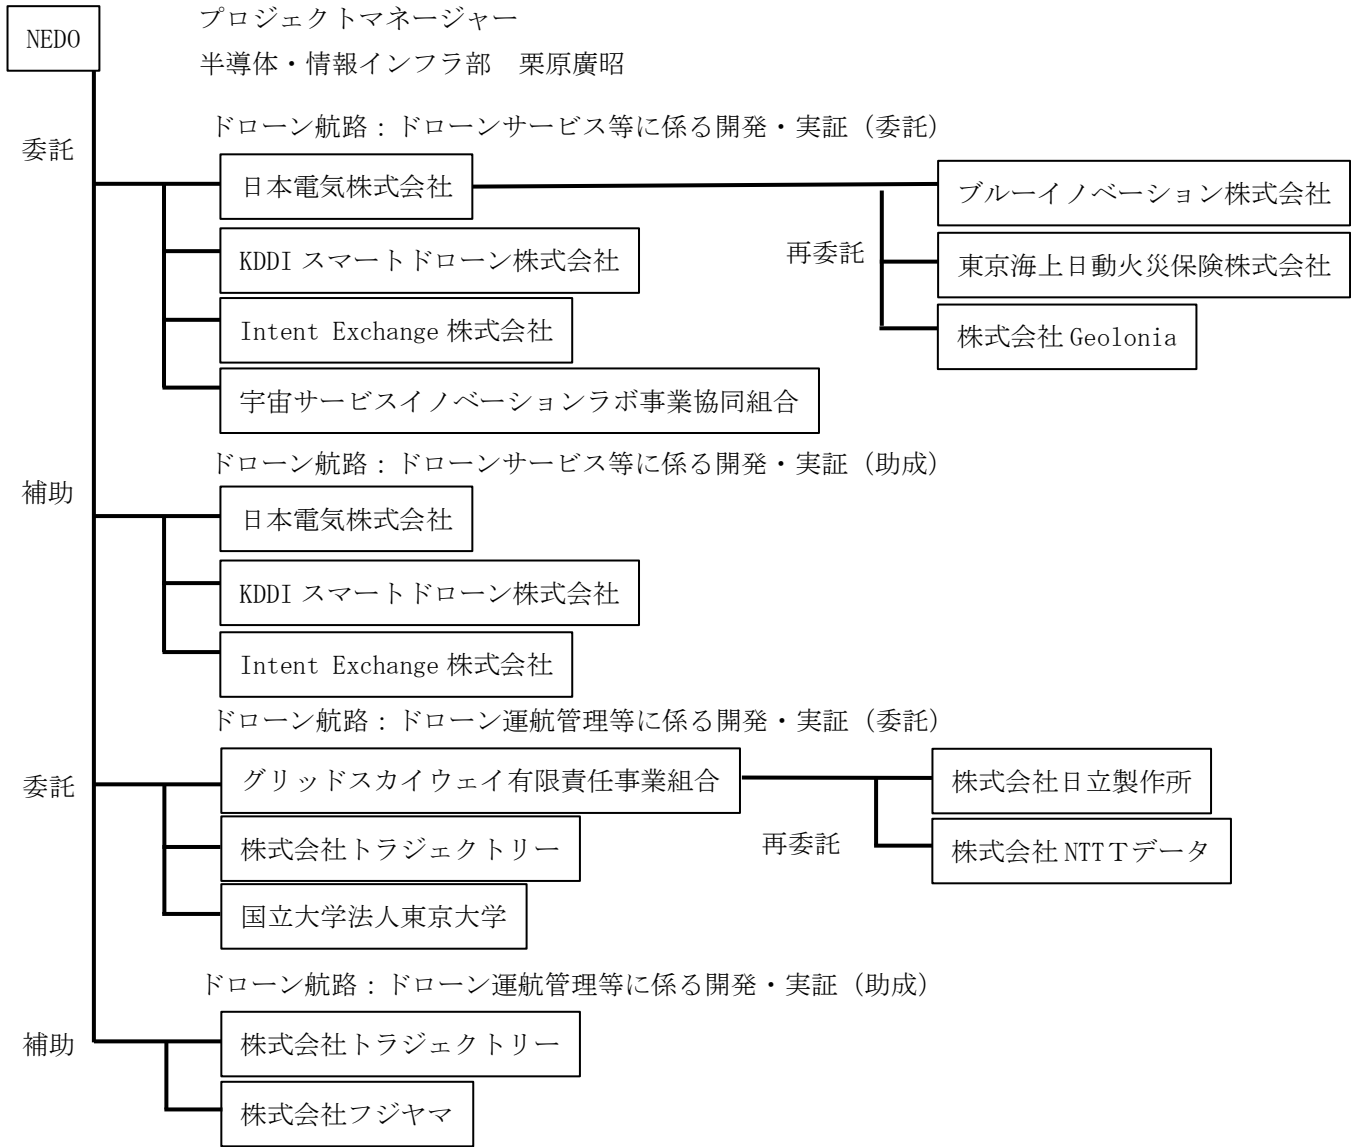 NEDO
プロジェクトマネージャー
半導体・情報インフラ部　栗原廣昭
ドローン航路：ドローンサービス等に係る開発・実証（委託）
委託
日本電気株式会社
ブルーイノベーション株式会社
KDDI スマートドローン株式会社
再委託
東京海上日動火災保険株式会社
Intent Exchange 株式会社
株式会社 Geolonia
宇宙サービスイノベーションラボ事業協同組合
ドローン航路：ドローンサービス等に係る開発・実証（助成）
補助
日本電気株式会社
KDDI スマートドローン株式会社
Intent Exchange 株式会社
ドローン航路：ドローン運航管理等に係る開発・実証（委託）
委託
グリッドスカイウェイ有限責任事業組合
株式会社日立製作所
株式会社トラジェクトリー
再委託
株式会社 NTTＴデータ
国立大学法人東京大学
ドローン航路：ドローン運航管理等に係る開発・実証（助成）
補助
株式会社トラジェクトリー
株式会社フジヤマ